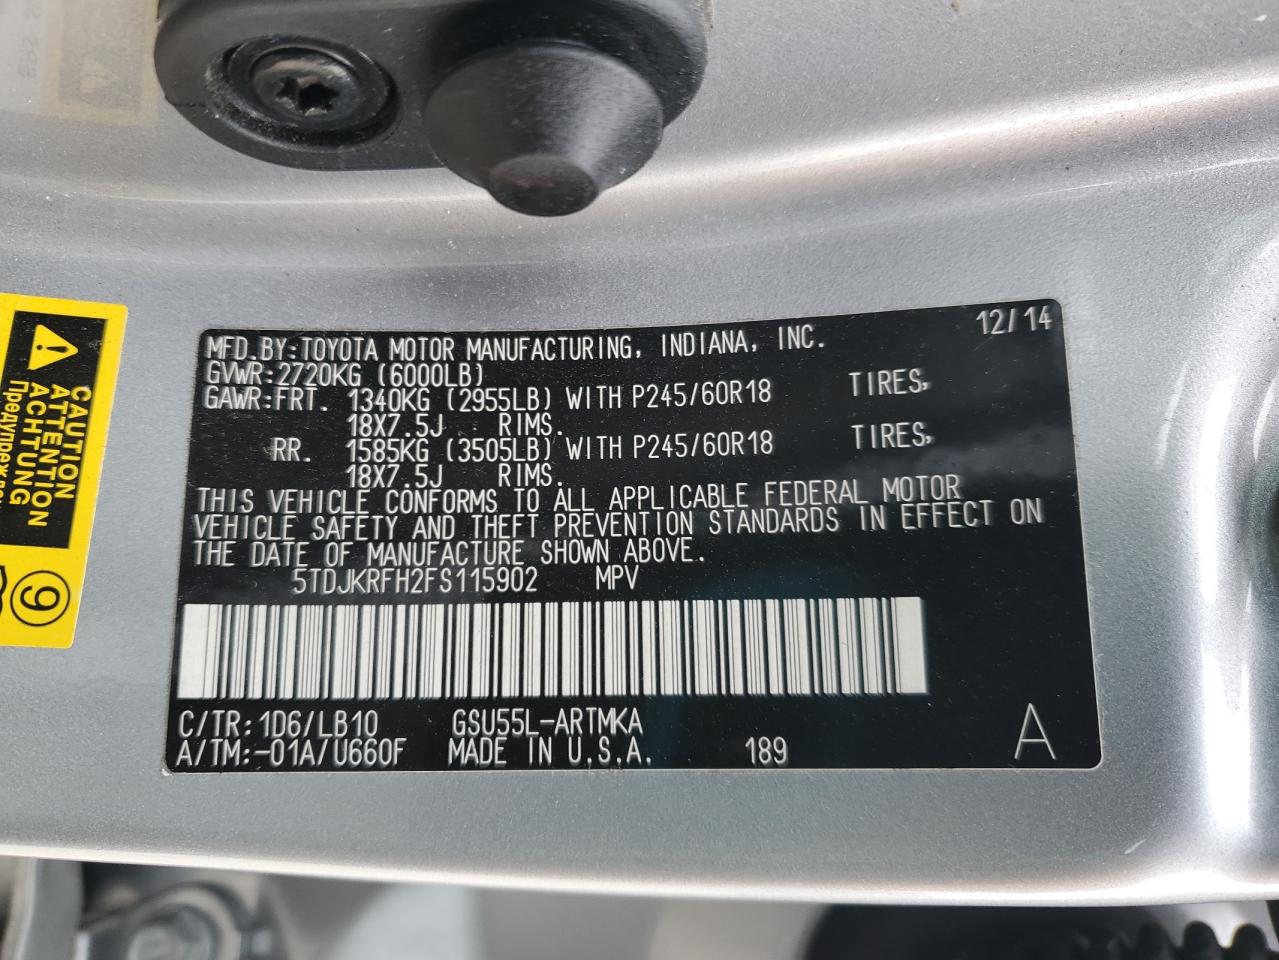 12/14
MFD.BY:TOYOTA MOTOR MANUFACTURING, INDIANA, INC.
GVWR:2720KG (6000LB)
GAWR:FRT. 1340KG (2955LB) WITH P245/60R18 TIRES,
18X7.5J RIMS.
RR. 1585KG (3505LB) WITH P245/60R18 TIRES,
18X7.5J RIMS.
THIS VEHICLE CONFORMS TO ALL APPLICABLE FEDERAL MOTOR
VEHICLE SAFETY AND THEFT PREVENTION STANDARDS IN EFFECT ON
THE DATE OF MANUFACTURE SHOWN ABOVE.
5TDJKRFH2FS115902 MPV
C/TR:1D6/LB10 GSU55L-ARTMKA
A/TM:-01A/U660F MADE IN U.S.A. 189 A
CAUTION
ATTENTION
ACHTUNG
9